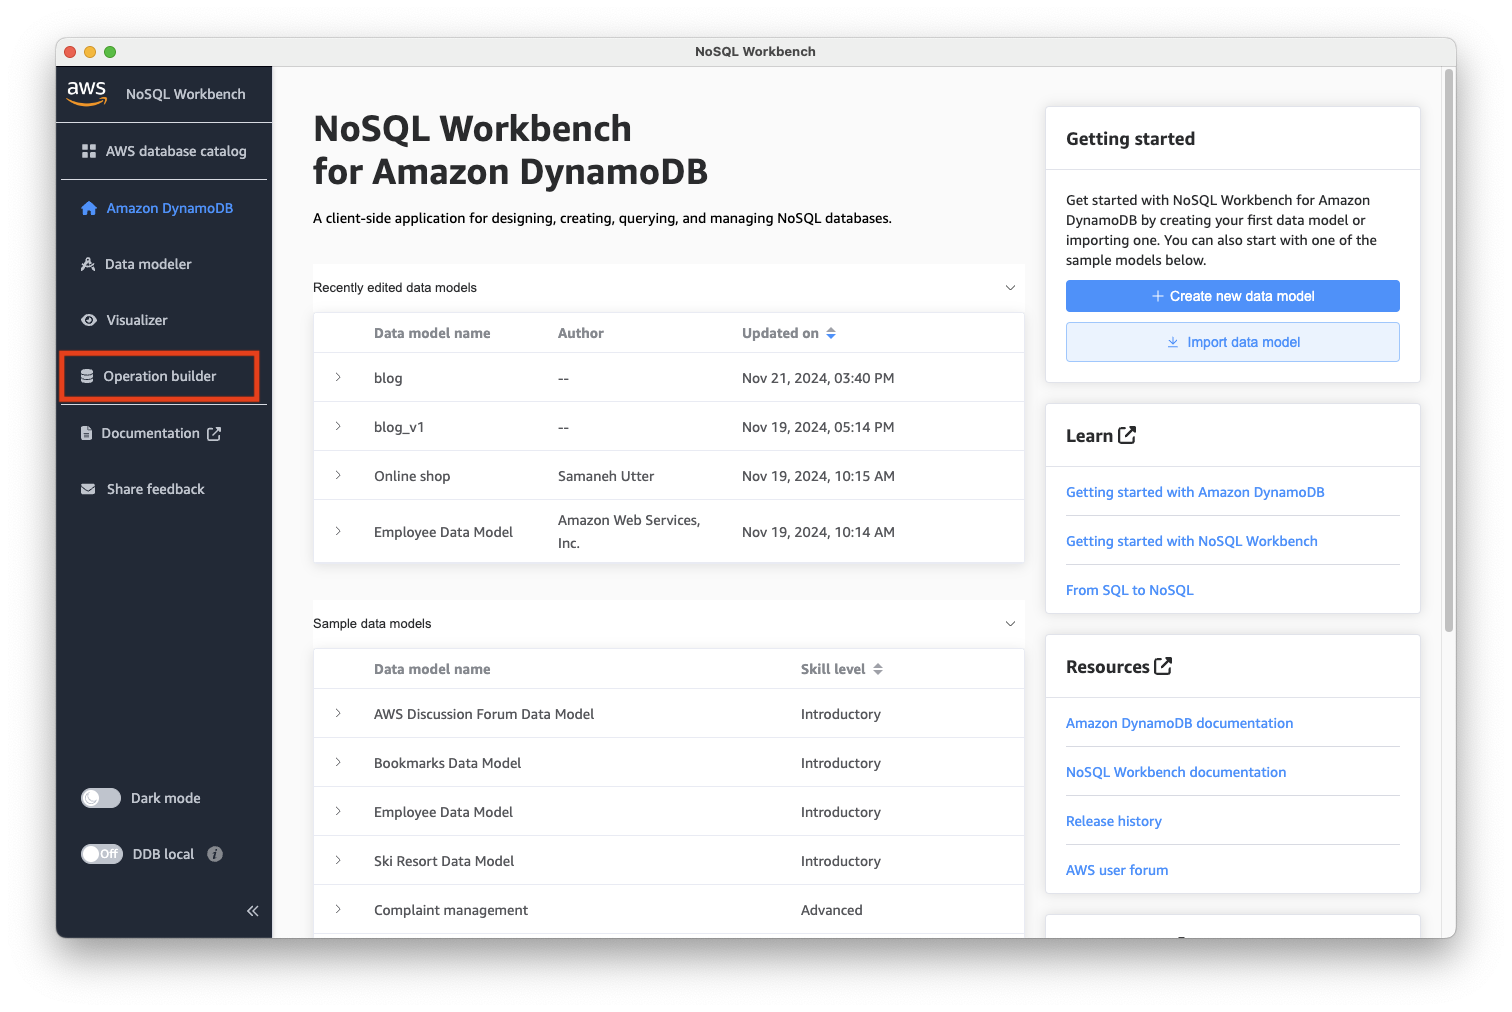 NoSQL Workbench
aws NoSQL Workbench
AWS database catalog
Amazon DynamoDB
Data modeler
Visualizer
Operation builder
Documentation
Share feedback
Dark mode
Off DDB local
NoSQL Workbench
for Amazon DynamoDB
A client-side application for designing, creating, querying, and managing NoSQL databases.
Recently edited data models
Data model name Author Updated on
blog -- Nov 21, 2024, 03:40 PM
blog_v1 -- Nov 19, 2024, 05:14 PM
Online shop Samaneh Utter Nov 19, 2024, 10:15 AM
Employee Data Model Amazon Web Services, Inc. Nov 19, 2024, 10:14 AM
Sample data models
Data model name Skill level
AWS Discussion Forum Data Model Introductory
Bookmarks Data Model Introductory
Employee Data Model Introductory
Ski Resort Data Model Introductory
Complaint management Advanced
Getting started
Get started with NoSQL Workbench for Amazon
DynamoDB by creating your first data model or
importing one. You can also start with one of the
sample models below.
Create new data model
Import data model
Learn
Getting started with Amazon DynamoDB
Getting started with NoSQL Workbench
From SQL to NoSQL
Resources
Amazon DynamoDB documentation
NoSQL Workbench documentation
Release history
AWS user forum